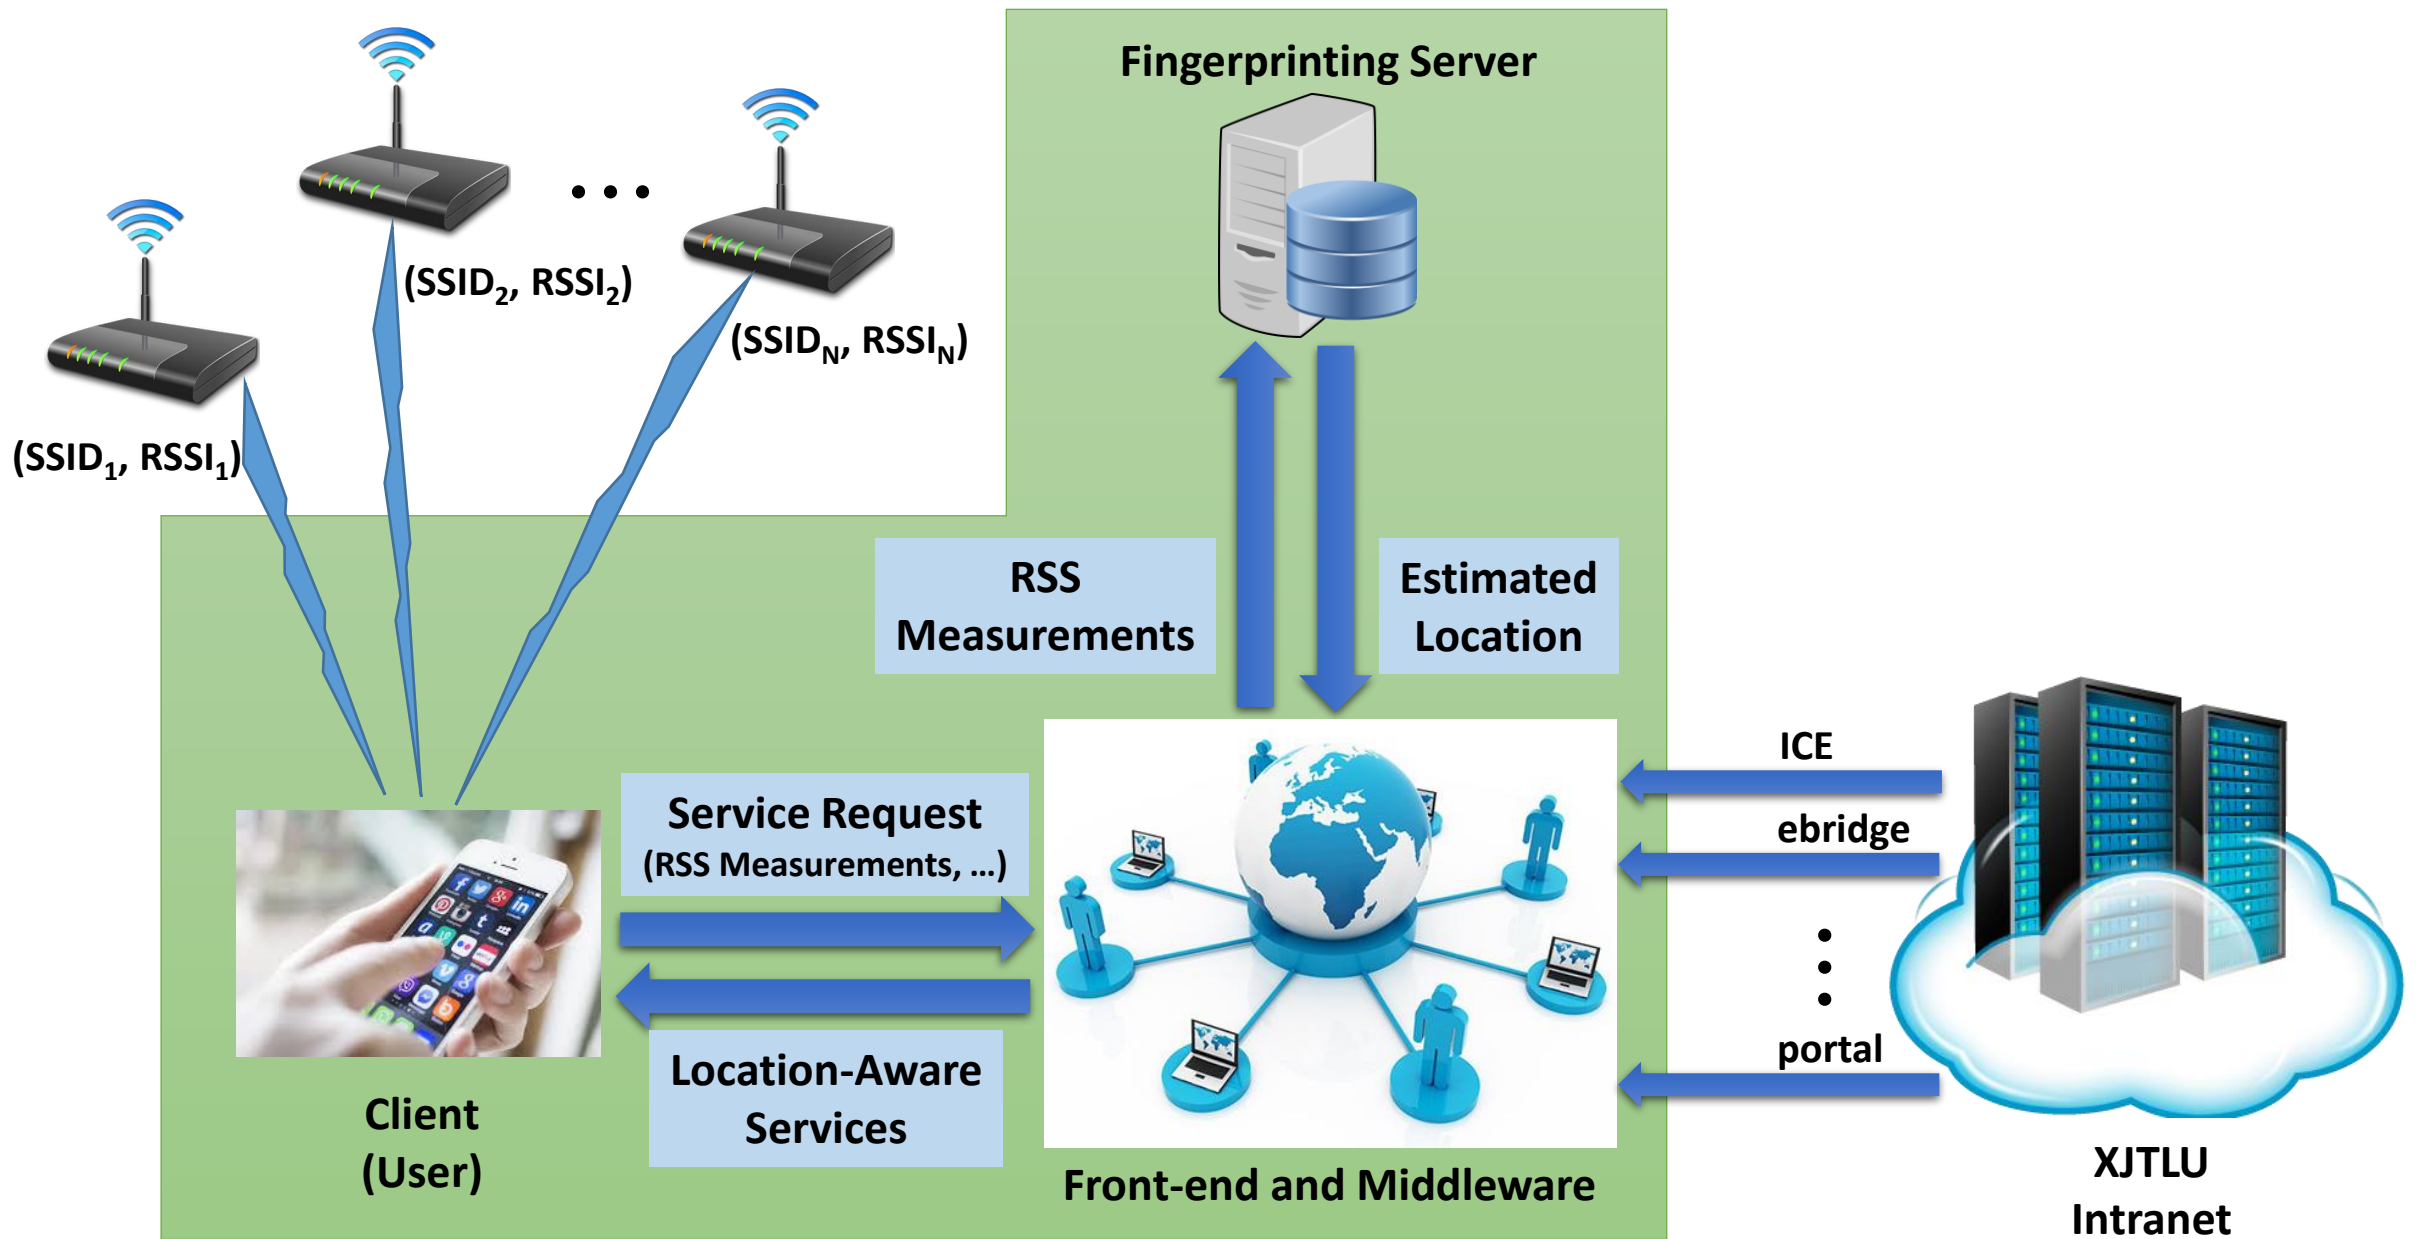 Fingerprinting Server
(SSID2, RSSI2)
(SSIDN, RSSIN)
(SSID1, RSSI1)
RSS
Measurements
Estimated
Location
ICE
ebridge
portal
Service Request
(RSS Measurements, ...)
Location-Aware
Services
Client
(User)
Front-end and Middleware
XJTLU
Intranet